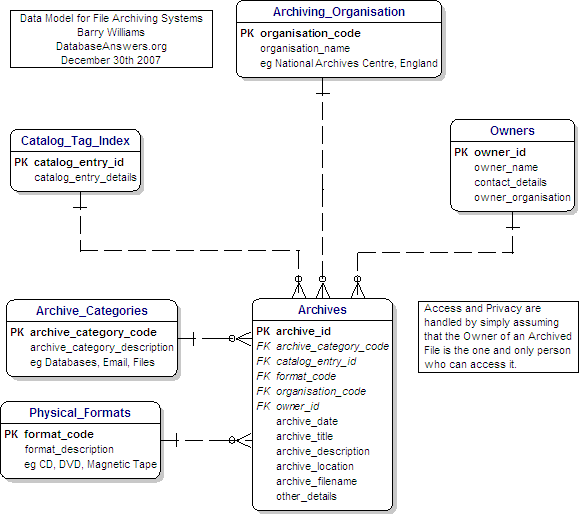 Data Model for File Archiving Systems
Barry Williams
DatabaseAnswers.org
December 30th 2007
Archiving_Organisation
PK organisation_code
organisation_name
eg National Archives Centre, England
Catalog_Tag_Index
PK catalog_entry_id
catalog_entry_details
Owners
PK owner_id
owner_name
contact_details
owner_organisation
Archive_Categories
PK archive_category_code
archive_category_description
eg Databases, Email, Files
Archives
PK archive_id
FK archive_category_code
FK catalog_entry_id
FK format_code
FK organisation_code
FK owner_id
archive_date
archive_title
archive_description
archive_location
archive_filename
other_details
Access and Privacy are
handled by simply assuming
that the Owner of an Archived
File is the one and only person
who can access it.
Physical_Formats
PK format_code
format_description
eg CD, DVD, Magnetic Tape